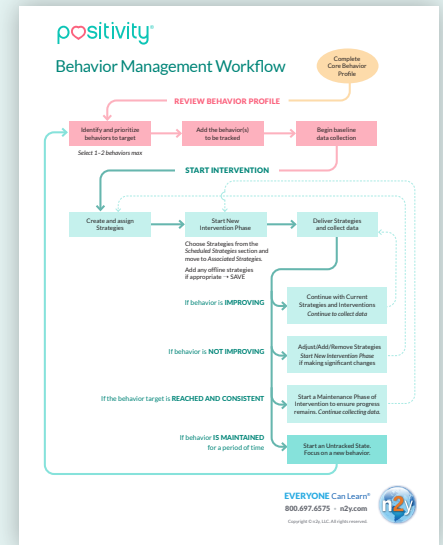 positivity®
Behavior Management Workflow
Complete
Core Behavior
Profile
REVIEW BEHAVIOR PROFILE
Identify and prioritize
behaviors to target
Add the behavior(s)
to be tracked
Begin baseline
data collection
Select 1 - 2 behaviors max
START INTERVENTION
Create and assign
Strategies
Start New
Intervention Phase
Deliver Strategies
and collect data
Choose Strategies from the
Scheduled Strategies section and
move to Associated Strategies.
Add any offline strategies
if appropriate → SAVE
If behavior is IMPROVING
Continue with Current
Strategies and Interventions
Continue to collect data
If behavior is NOT IMPROVING
Adjust/Add/Remove Strategies
Start New Intervention Phase
if making significant changes
If the behavior target is REACHED AND CONSISTENT
Start a Maintenance Phase of
Intervention to ensure progress
remains. Continue collecting data.
If behavior IS MAINTAINED
for a period of time
Start an Untracked State.
Focus on a new behavior.
EVERYONE Can Learn®
800.697.6575 · n2y.com
Copyright © n2y, LLC. All rights reserved.
n2y